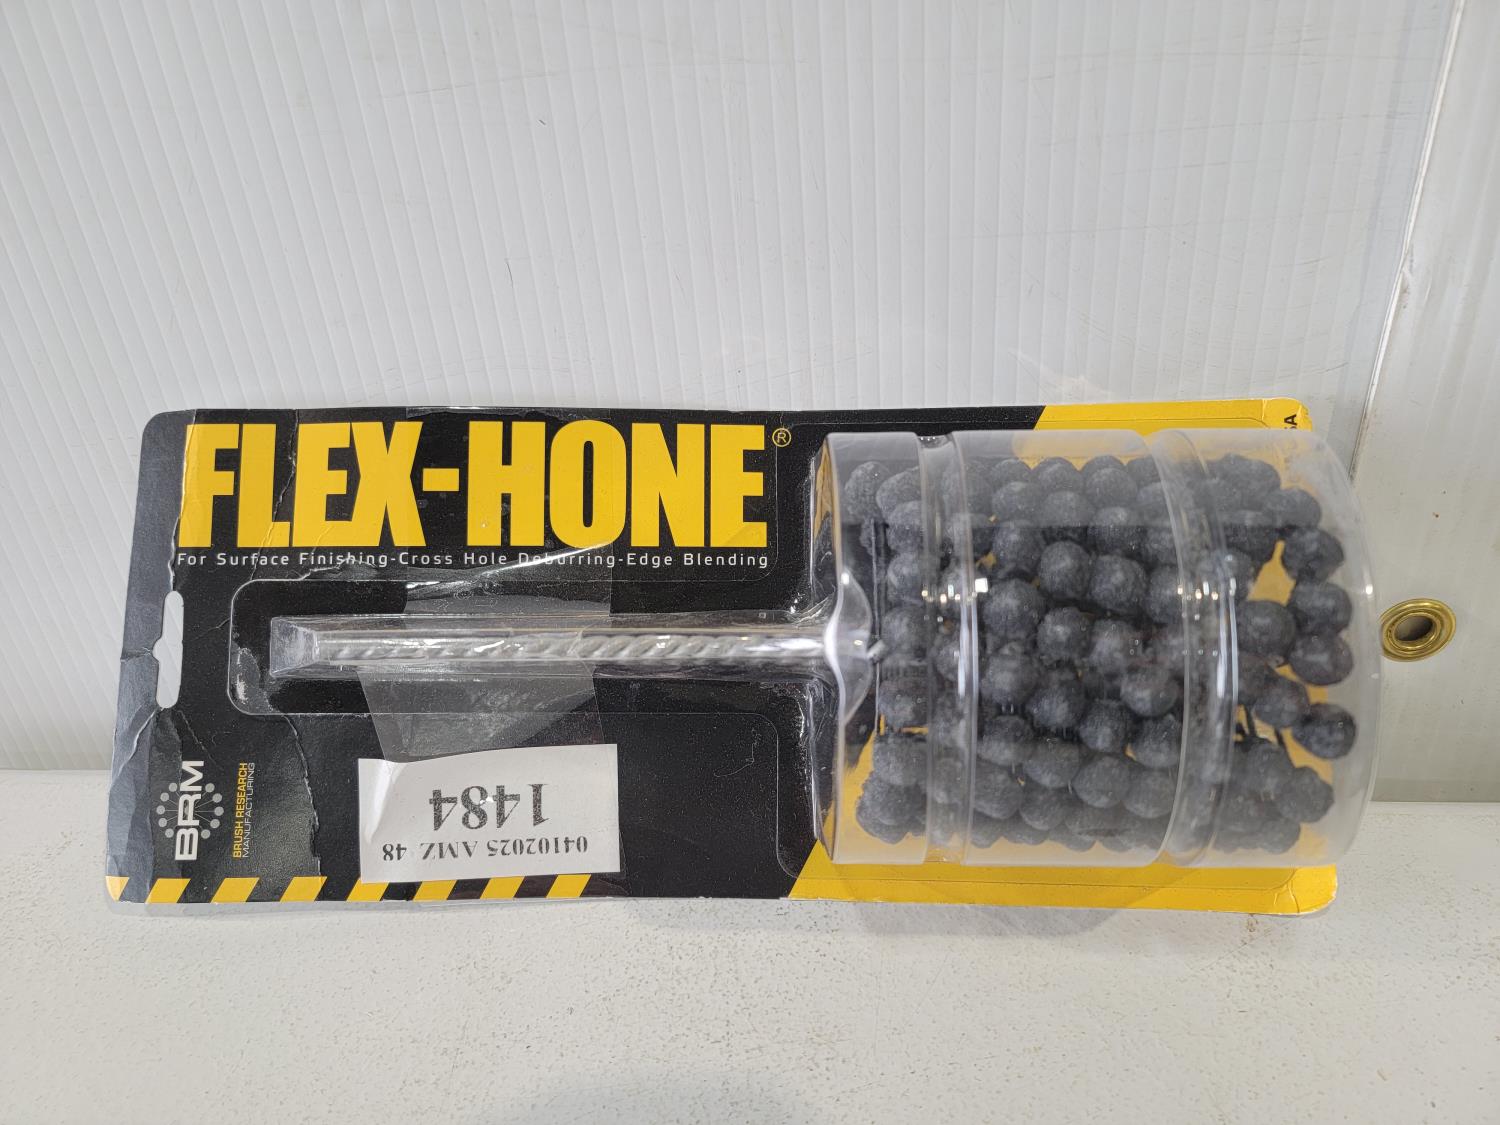 FLEX-HONE®
For Surface Finishing-Cross Hole Deburring-Edge Blending
BRM
BRUSH RESEARCH
MANUFACTURING
04102025 AMZ 48
1484